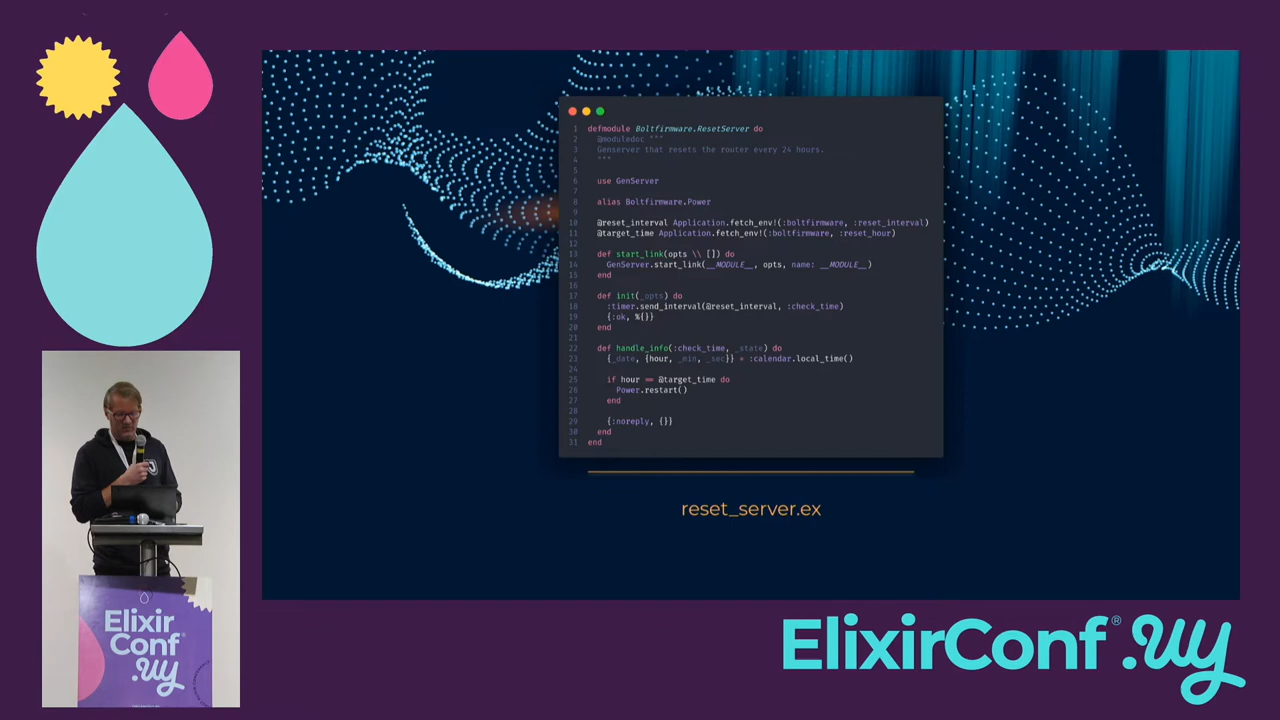 1 defmodule Boltfirmware.ResetServer do
2 @moduledoc """
3 Genserver that resets the router every 24 hours.
4 """
5
6 use GenServer
7
8 alias Boltfirmware.Power
9
10 @reset_interval Application.fetch_env!(:boltfirmware, :reset_interval)
11 @target_time Application.fetch_env!(:boltfirmware, :reset_hour)
12
13 def start_link(opts \\ []) do
14 GenServer.start_link(__MODULE__, opts, name: __MODULE__)
15 end
16
17 def init(_opts) do
18 :timer.send_interval(@reset_interval, :check_time)
19 {:ok, %{}}
20 end
21
22 def handle_info(:check_time, _state) do
23 {_date, {hour, _min, _sec}} = :calendar.local_time()
24
25 if hour == @target_time do
26 Power.restart()
27 end
28
29 {:noreply, {}}
30 end
31 end
reset_server.ex
Elixir
Conf®
.uy
ElixirConf® .uy